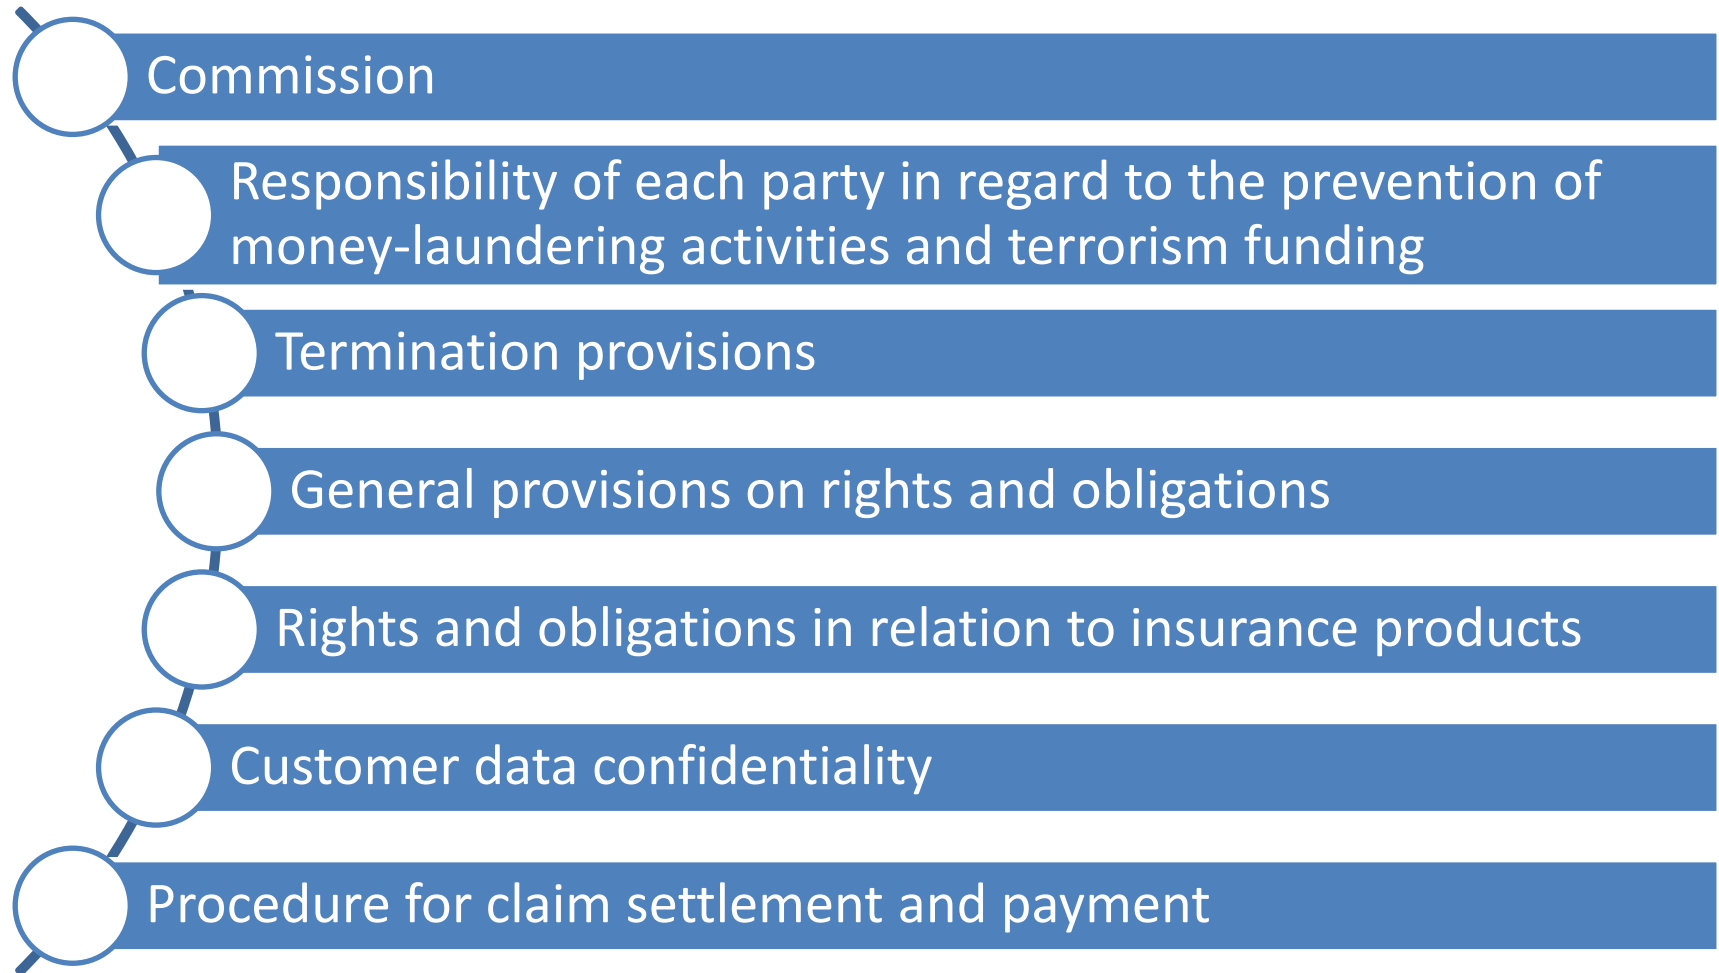 Commission
Responsibility of each party in regard to the prevention of
money-laundering activities and terrorism funding
Termination provisions
General provisions on rights and obligations
Rights and obligations in relation to insurance products
Customer data confidentiality
Procedure for claim settlement and payment